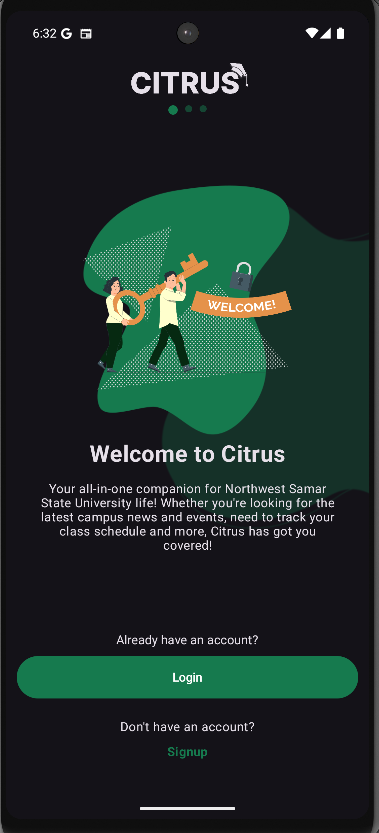 6:32
CITRUS
WELCOME!
Welcome to Citrus
Your all-in-one companion for Northwest Samar
State University life! Whether you're looking for the
latest campus news and events, need to track your
class schedule and more, Citrus has got you
covered!
Already have an account?
Login
Don't have an account?
Signup